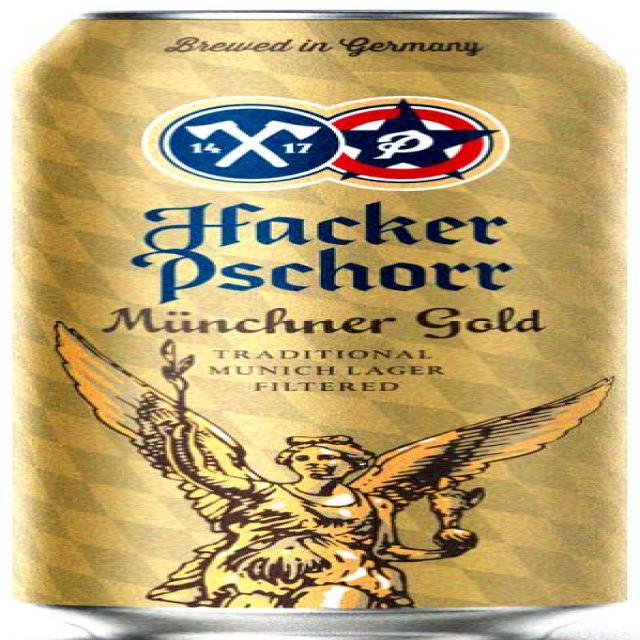 Brewed in Germany
14 17 P
Hacker
Pschorr
Münchner Gold
TRADITIONAL
MUNICH LAGER
FILTERED